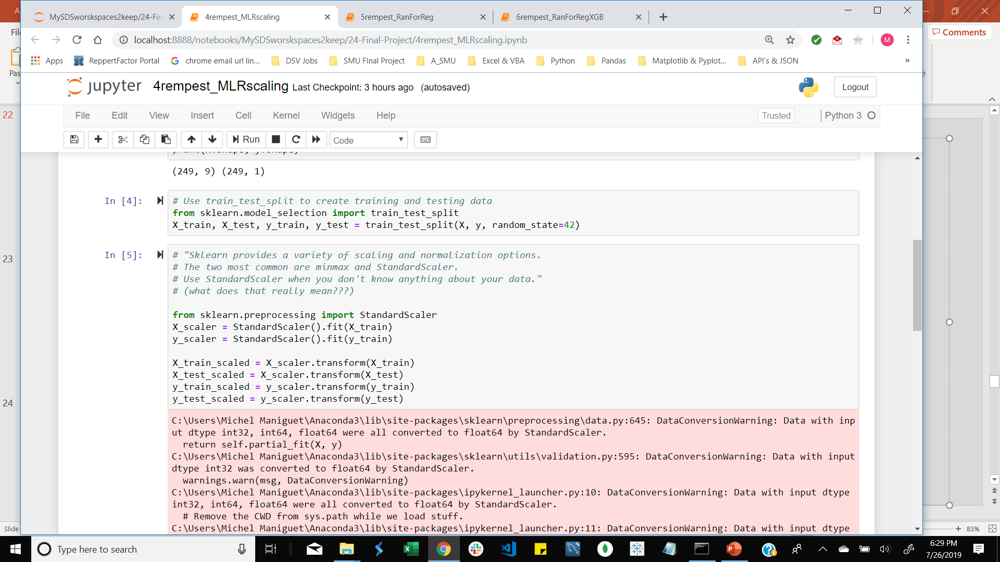 MySDSworskspaces2keep/24-Fin
4rempest_MLRscaling
5rempest_RanForReg
6rempest_RanForRegXGB
localhost:8888/notebooks/MySDSworskspaces2keep/24-Final-Project/4rempest_MLRscaling.ipynb
M
Comments
Apps
ReppertFactor Portal
chrome email url lin...
DSV Jobs
SMU FInal Project
A_SMU
Excel & VBA
Python
Pandas
Matplotlib & Pyplot...
API's & JSON
»
jupyter 4rempest_MLRscaling Last Checkpoint: 3 hours ago (autosaved)
Logout
File Edit View Insert Cell Kernel Widgets Help
Trusted
Python 3
Run
Code
22
23
24
(249, 9) (249, 1)
In [4]:
# Use train_test_split to create training and testing data
from sklearn.model_selection import train_test_split
X_train, X_test, y_train, y_test = train_test_split(X, y, random_state=42)
In [5]:
# "Sklearn provides a variety of scaling and normalization options.
# The two most common are minmax and StandardScaler.
# Use StandardScaler when you don't know anything about your data."
# (what does that really mean???)
from sklearn.preprocessing import StandardScaler
X_scaler = StandardScaler().fit(X_train)
y_scaler = StandardScaler().fit(y_train)
X_train_scaled = X_scaler.transform(X_train)
X_test_scaled = X_scaler.transform(X_test)
y_train_scaled = y_scaler.transform(y_train)
y_test_scaled = y_scaler.transform(y_test)
C:\Users\Michel Maniguet\Anaconda3\lib\site-packages\sklearn\preprocessing\data.py:645: DataConversionWarning: Data with inp
ut dtype int32, int64, float64 were all converted to float64 by StandardScaler.
return self.partial_fit(X, y)
C:\Users\Michel Maniguet\Anaconda3\lib\site-packages\sklearn\utils\validation.py:595: DataConversionWarning: Data with input
dtype int32 was converted to float64 by StandardScaler.
warnings.warn(msg, DataConversionWarning)
C:\Users\Michel Maniguet\Anaconda3\lib\site-packages\ipykernel_launcher.py:10: DataConversionWarning: Data with input dtype
int32, int64, float64 were all converted to float64 by StandardScaler.
# Remove the CWD from sys.path while we load stuff.
C:\Users\Michel Maniguet\Anaconda3\lib\site-packages\ipykernel_launcher.py:11: DataConversionWarning: Data with input dtype
Slide
83%
Type here to search
6:29 PM
7/26/2019